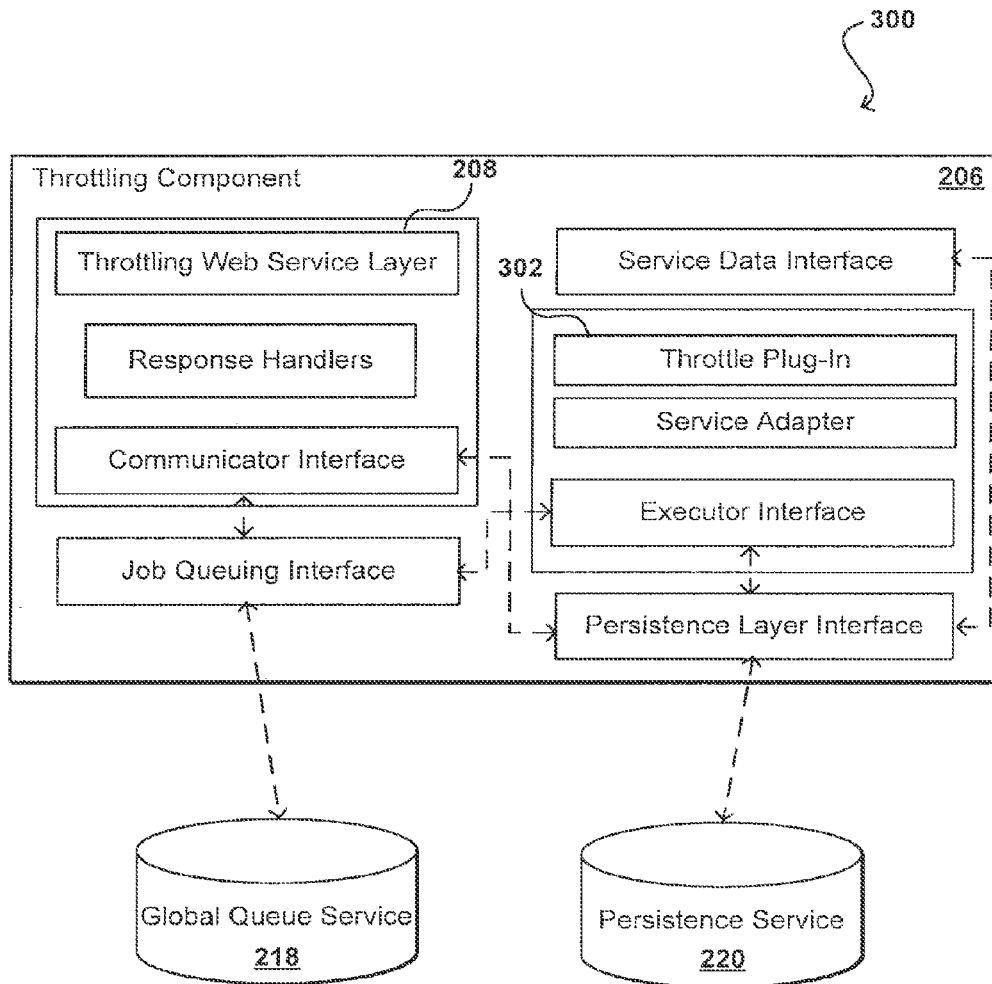 300
Throttling Component
208
206
Throttling Web Service Layer
Response Handlers
Communicator Interface
Job Queuing Interface
Service Data Interface
302
Throttle Plug-In
Service Adapter
Executor Interface
Persistence Layer Interface
Global Queue Service
218
Persistence Service
220